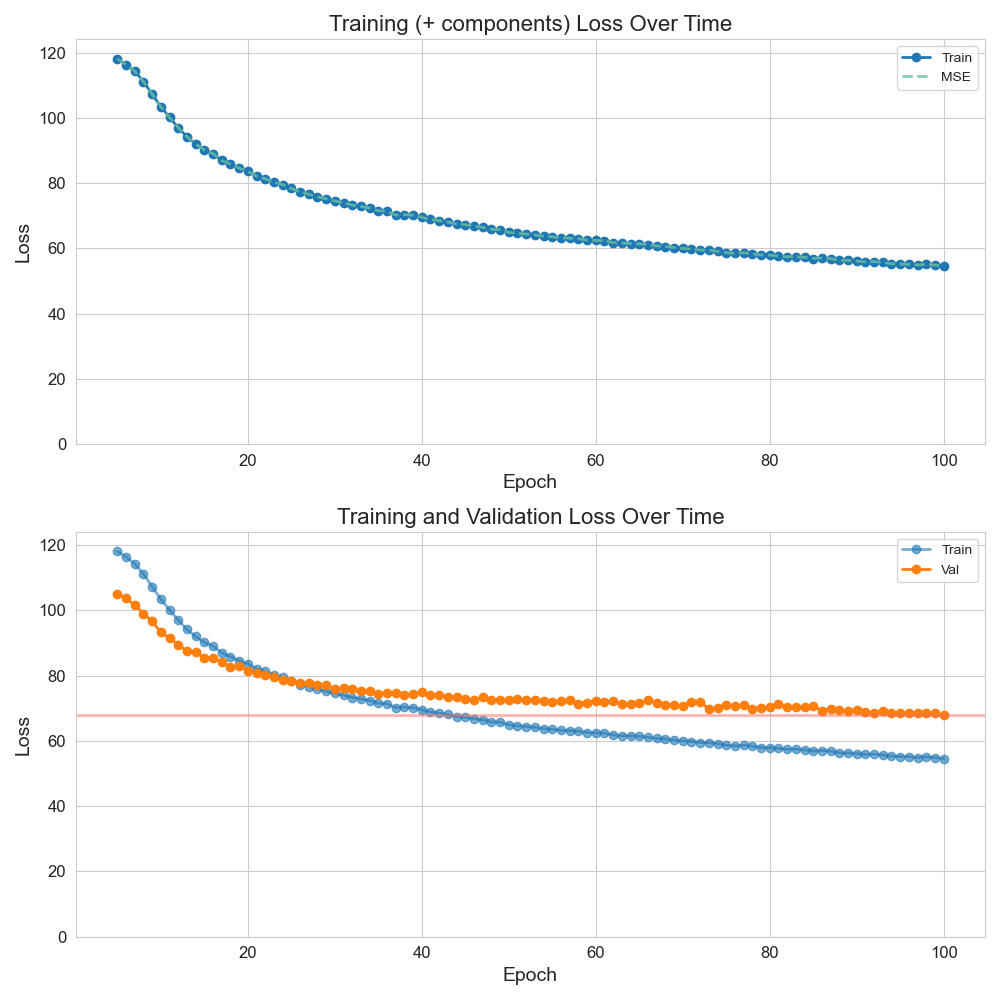 Training (+ components) Loss Over Time
120
100
80
60
40
20
0
Loss
Train
MSE
20 40 60 80 100
Epoch
Training and Validation Loss Over Time
120
100
80
60
40
20
0
Loss
Train
Val
20 40 60 80 100
Epoch